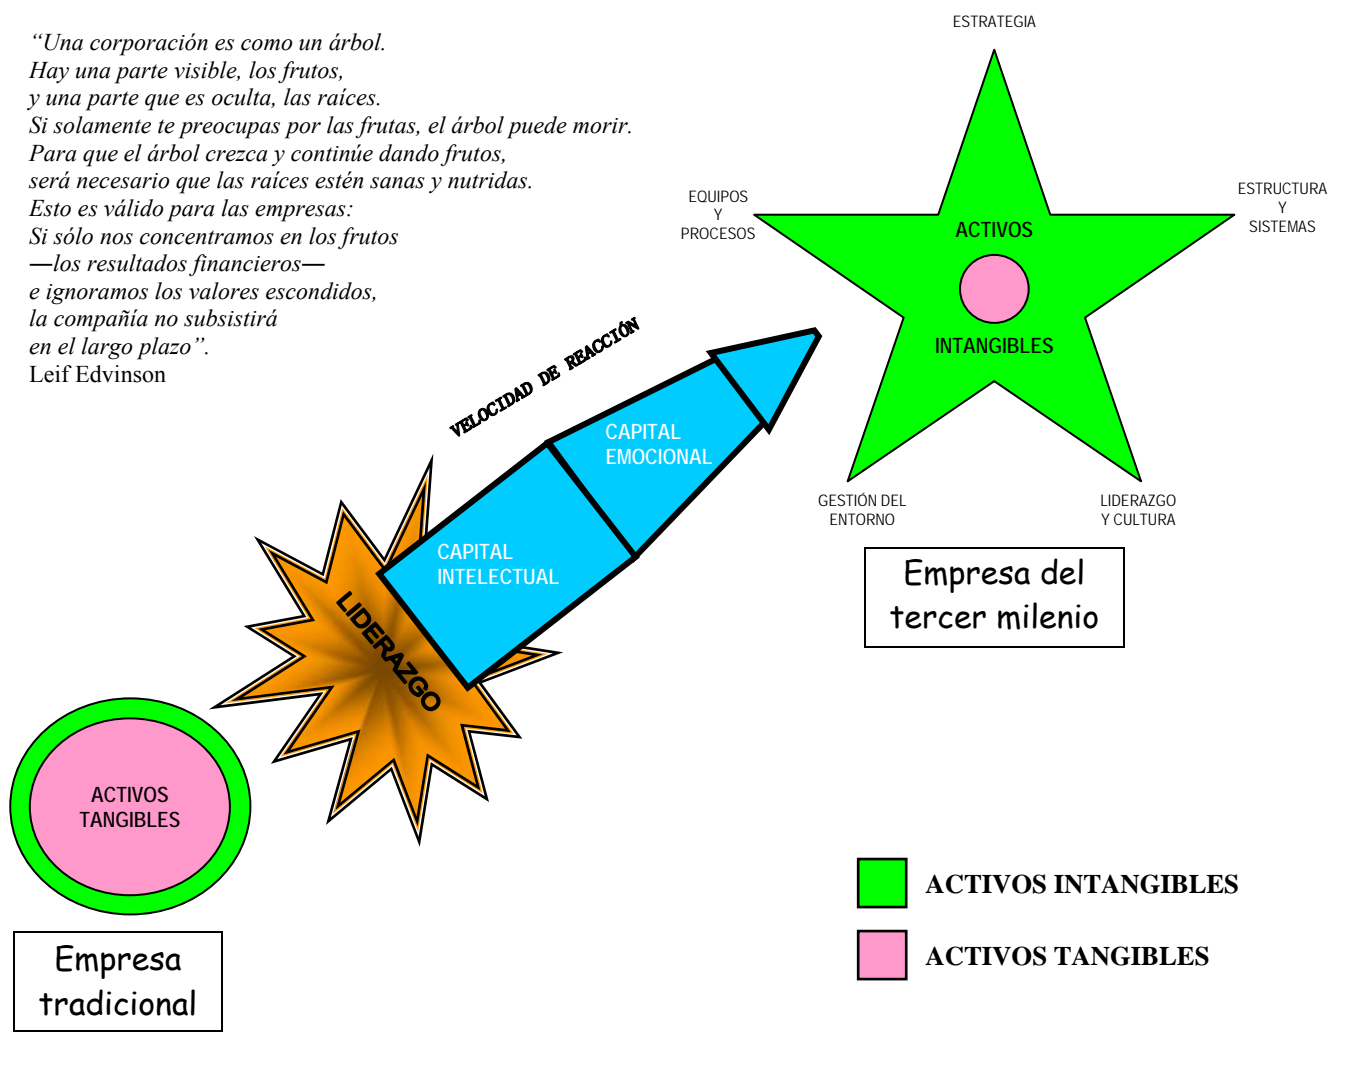 “Una corporación es como un árbol.
Hay una parte visible, los frutos,
y una parte que es oculta, las raíces.
Si solamente te preocupas por las frutas, el árbol puede morir.
Para que el árbol crezca y continúe dando frutos,
será necesario que las raíces estén sanas y nutridas.
Esto es válido para las empresas:
Si sólo nos concentramos en los frutos
—los resultados financieros—
e ignoramos los valores escondidos,
la compañía no subsistirá
en el largo plazo”.
Leif Edvinson
ESTRATEGIA
EQUIPOS
Y
PROCESOS
ESTRUCTURA
Y
SISTEMAS
ACTIVOS
INTANGIBLES
GESTIÓN DEL
ENTORNO
LIDERAZGO
Y CULTURA
Empresa del
tercer milenio
VELOCIDAD DE REACCIÓN
CAPITAL
EMOCIONAL
CAPITAL
INTELECTUAL
LIDERAZGO
ACTIVOS
TANGIBLES
Empresa
tradicional
ACTIVOS INTANGIBLES
ACTIVOS TANGIBLES